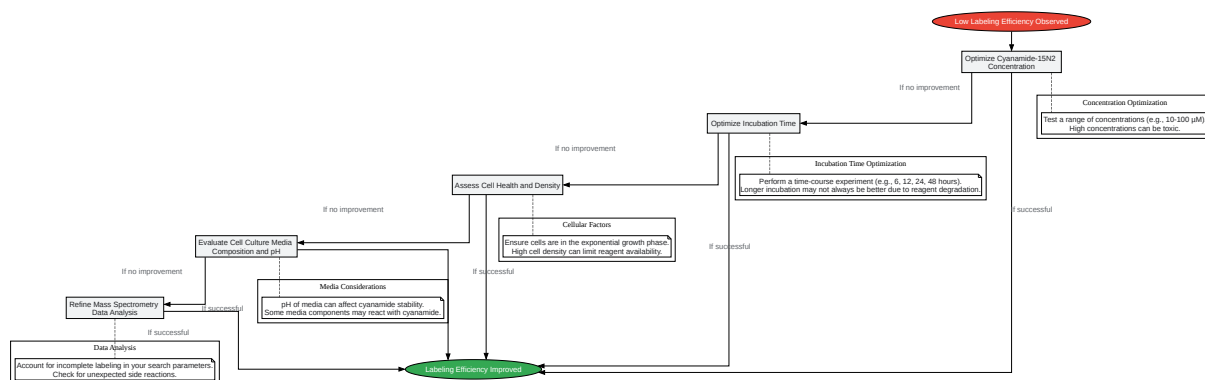 Low Labeling Efficiency Observed
Optimize Cyanamide-15N2
Concentration
If no improvement
Concentration Optimization
Test a range of concentrations (e.g., 10-100 µM).
High concentrations can be toxic.
Optimize Incubation Time
If no improvement
Incubation Time Optimization
Perform a time-course experiment (e.g., 6, 12, 24, 48 hours).
Longer incubation may not always be better due to reagent degradation.
Assess Cell Health and Density
If no improvement
If successful
Cellular Factors
Ensure cells are in the exponential growth phase.
High cell density can limit reagent availability.
Evaluate Cell Culture Media
Composition and pH
If successful
If no improvement
If successful
Media Considerations
pH of media can affect cyanamide stability.
Some media components may react with cyanamide.
Refine Mass Spectrometry
Data Analysis
If successful
If successful
Data Analysis
Account for incomplete labeling in your search parameters.
Check for unexpected side reactions.
Labeling Efficiency Improved